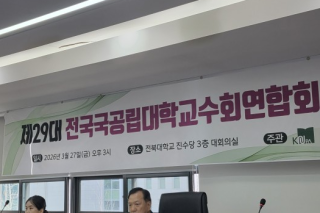 제29대 전국국공립대학교수회연합회
일시 2026년 3월 27일(금) 오후 3시 장소 전북대학교 진수당 3층 대회의실 주관